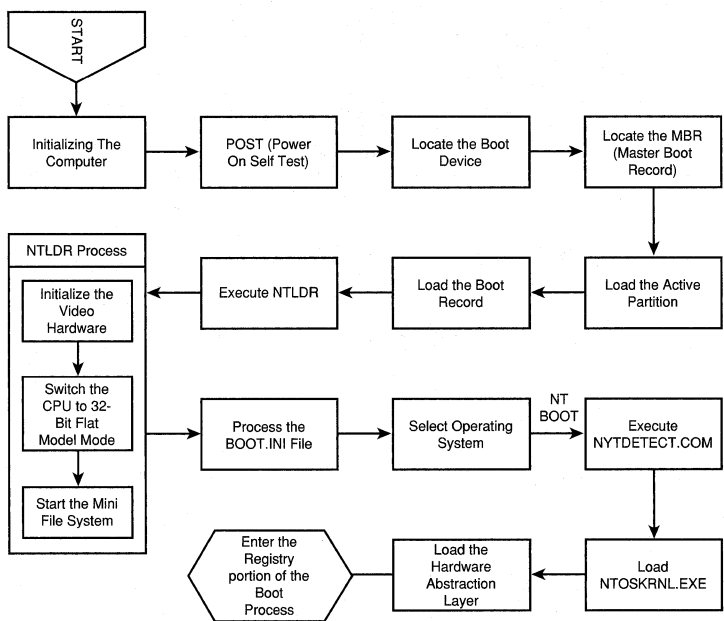 START
Initializing The
Computer
POST (Power
On Self Test)
Locate the Boot
Device
Locate the MBR
(Master Boot
Record)
Load the Active
Partition
Load the Boot
Record
Execute NTLDR
NTLDR Process
Initialize the
Video
Hardware
Switch the
CPU to 32-
Bit Flat
Model Mode
Start the Mini
File System
Process the
BOOT.INI File
Select Operating
System
NT
BOOT
Execute
NYTDETECT.COM
Load
NTOSKRNL.EXE
Load the
Hardware
Abstraction
Layer
Enter the
Registry
portion of the
Boot
Process